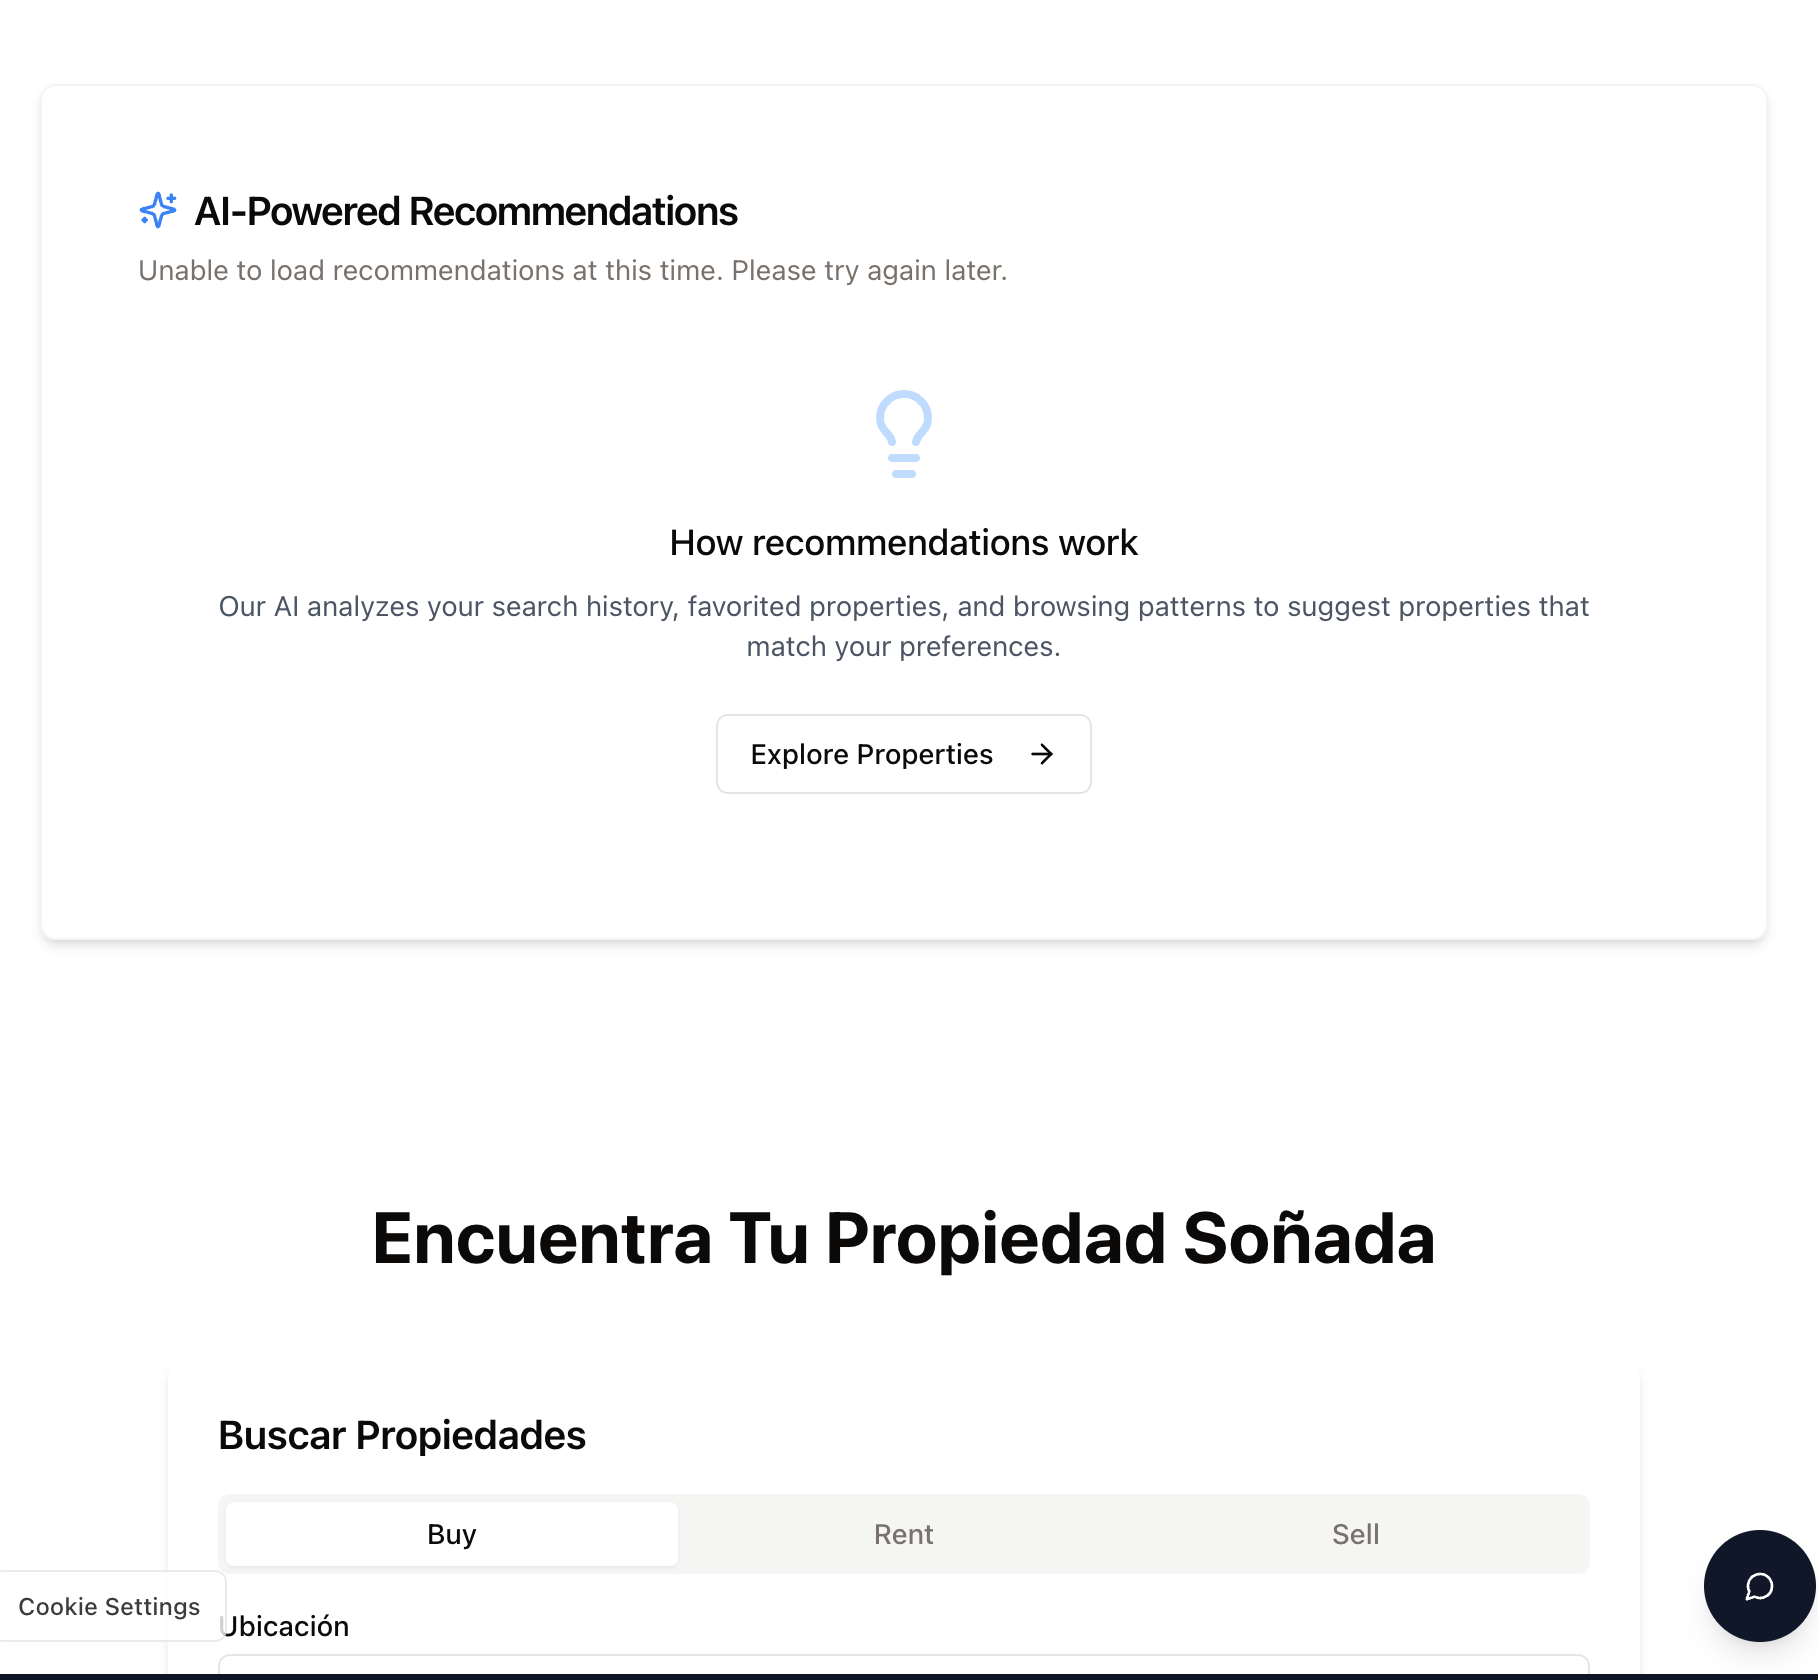 AI-Powered Recommendations
Unable to load recommendations at this time. Please try again later.
How recommendations work
Our AI analyzes your search history, favorited properties, and browsing patterns to suggest properties that
match your preferences.
Explore Properties
Encuentra Tu Propiedad Soñada
Buscar Propiedades
Buy
Rent
Sell
Cookie Settings
Ubicación